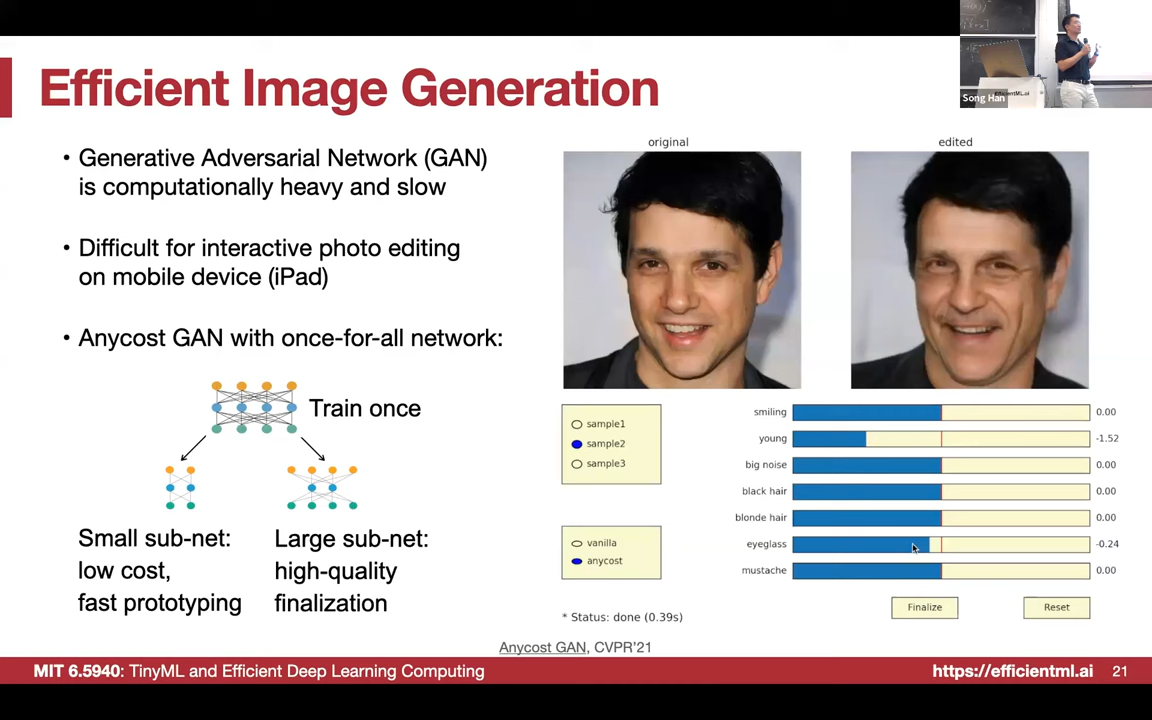 Song Han
EfficientML.ai
Efficient Image Generation
• Generative Adversarial Network (GAN)
is computationally heavy and slow
• Difficult for interactive photo editing
on mobile device (iPad)
• Anycost GAN with once-for-all network:
Train once
Small sub-net:
low cost,
fast prototyping
Large sub-net:
high-quality
finalization
original
edited
sample1
sample2
sample3
vanilla
anycost
* Status: done (0.39s)
smiling 0.00
young -1.52
big noise 0.00
black hair 0.00
blonde hair 0.00
eyeglass -0.24
mustache 0.00
Finalize
Reset
Anycost GAN, CVPR'21
MIT 6.5940: TinyML and Efficient Deep Learning Computing
https://efficientml.ai
21